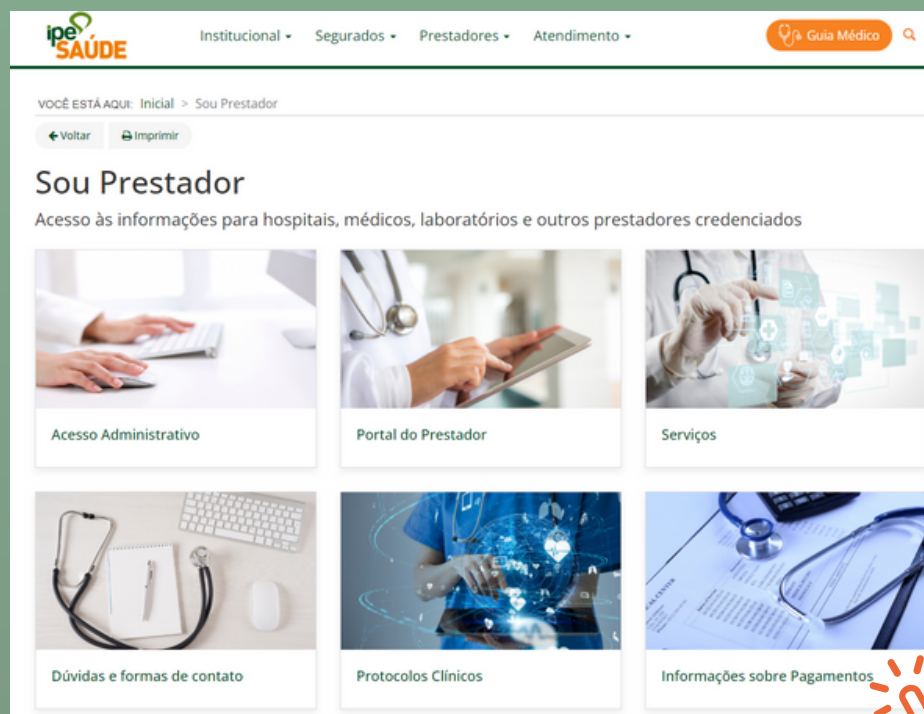 ipe
SAÚDE
Institucional
Segurados
Prestadores
Atendimento
Guia Médico
VOCÊ ESTÁ AQUI: Inicial > Sou Prestador
Voltar
Imprimir
Sou Prestador
Acesso às informações para hospitais, médicos, laboratórios e outros prestadores credenciados
Acesso Administrativo
Portal do Prestador
Serviços
Dúvidas e formas de contato
Protocolos Clínicos
Informações sobre Pagamentos